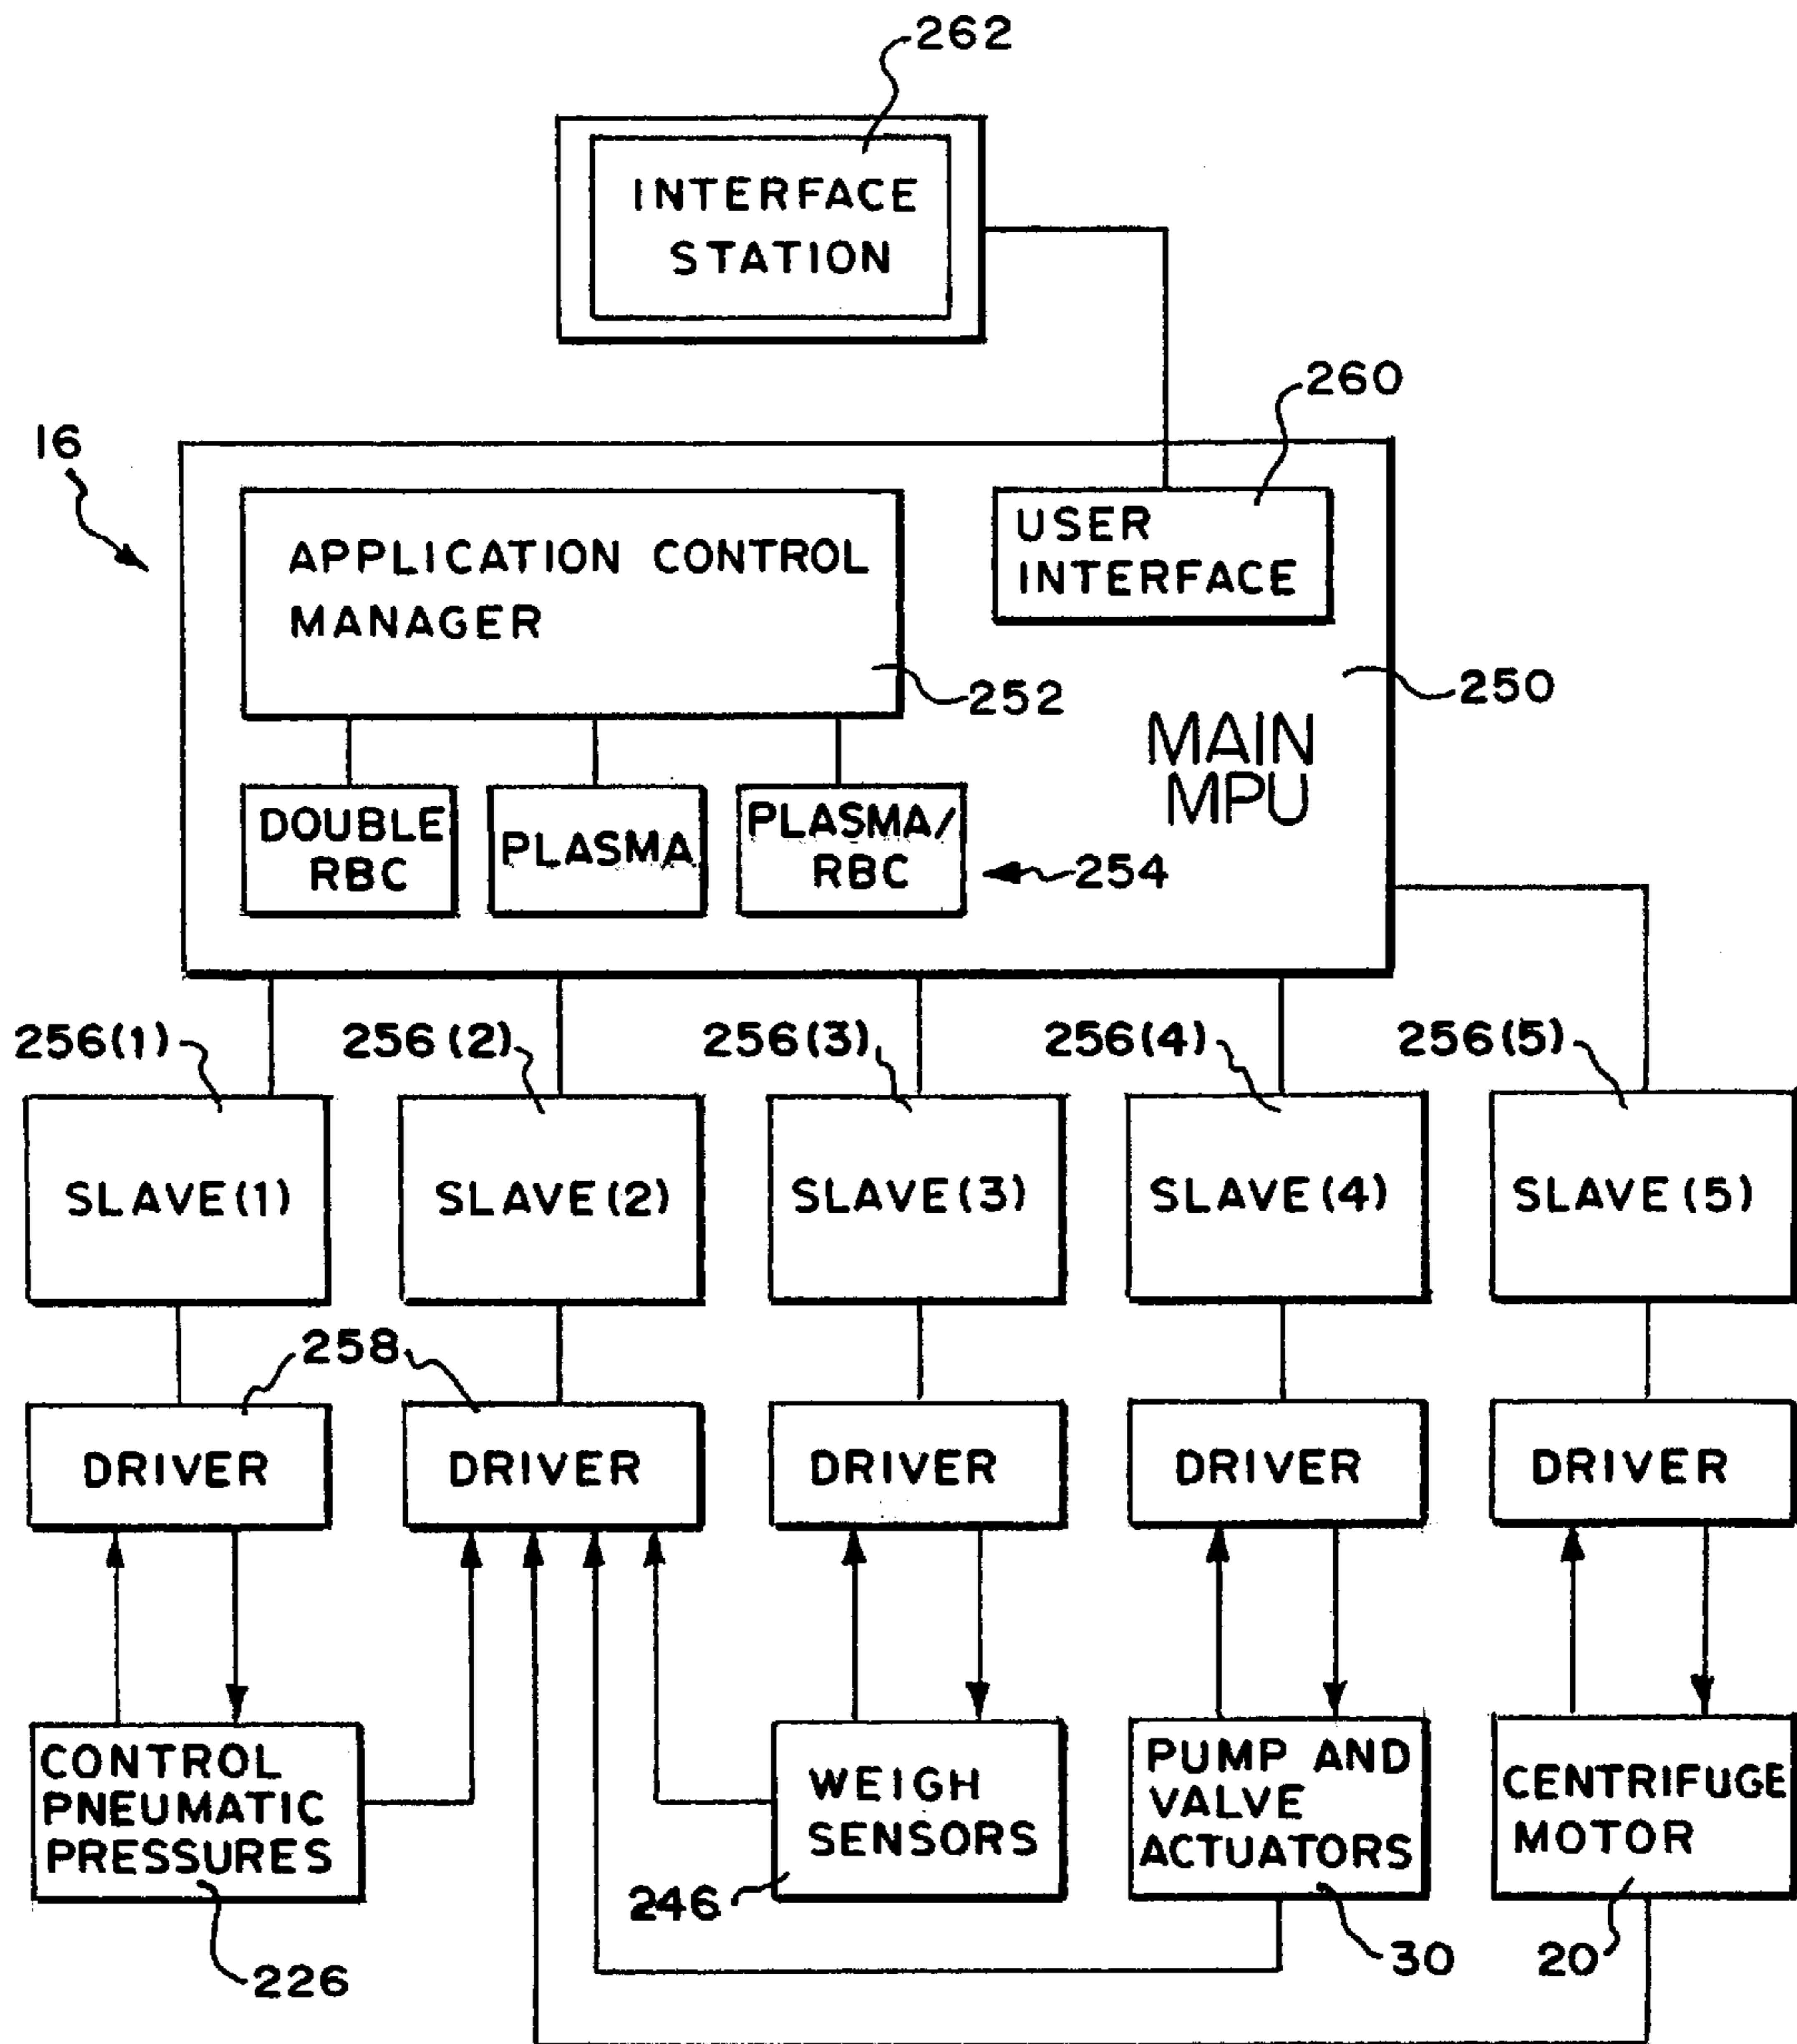 262
INTERFACE
STATION
260
16
APPLICATION CONTROL
MANAGER
USER
INTERFACE
252
250
MAIN
MPU
DOUBLE
RBC
PLASMA
PLASMA/
RBC
254
256(1)
256(2)
256(3)
256(4)
256(5)
SLAVE(1)
SLAVE(2)
SLAVE(3)
SLAVE(4)
SLAVE(5)
258
DRIVER
DRIVER
DRIVER
DRIVER
DRIVER
CONTROL
PNEUMATIC
PRESSURES
WEIGH
SENSORS
PUMP AND
VALVE
ACTUATORS
CENTRIFUGE
MOTOR
226
246
30
20